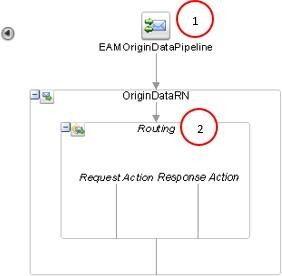 1
EAMOriginDataPipeline
OriginDataRN
Routing 2
Request Action Response Action